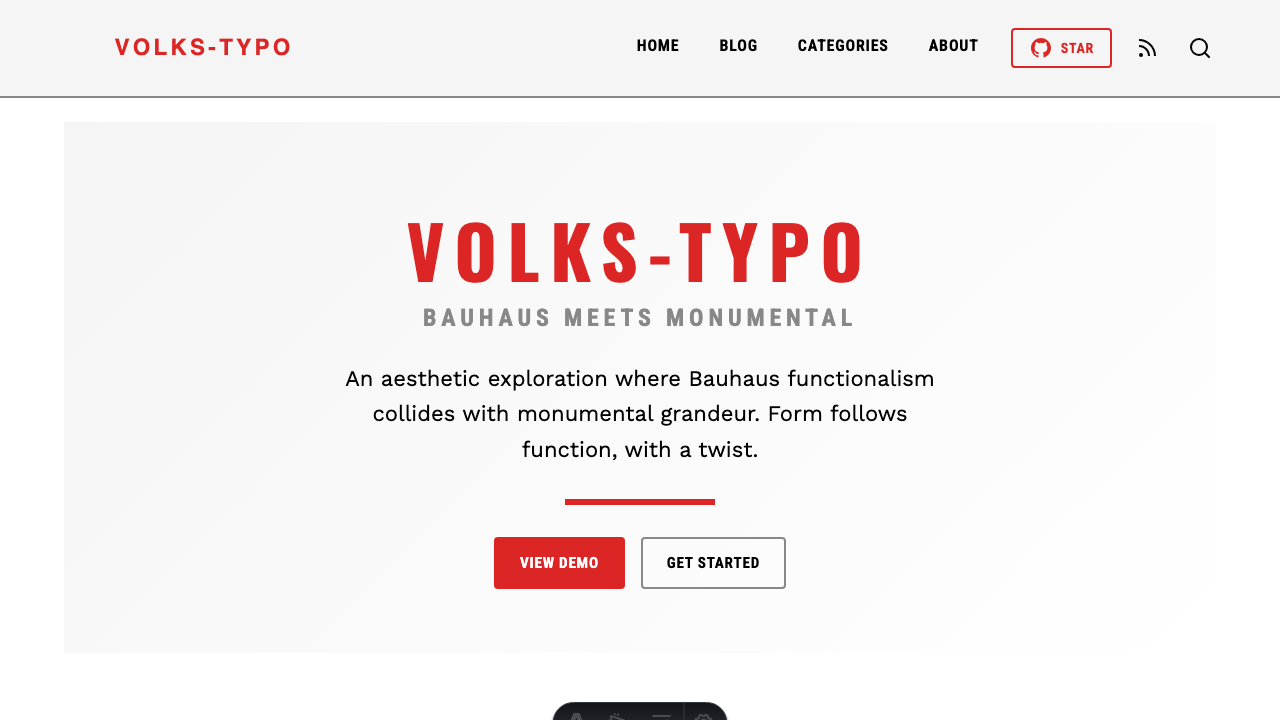 VOLKS-TYPO
HOME BLOG CATEGORIES ABOUT STAR
VOLKS-TYPO
BAUHAUS MEETS MONUMENTAL
An aesthetic exploration where Bauhaus functionalism
collides with monumental grandeur. Form follows
function, with a twist.
VIEW DEMO GET STARTED